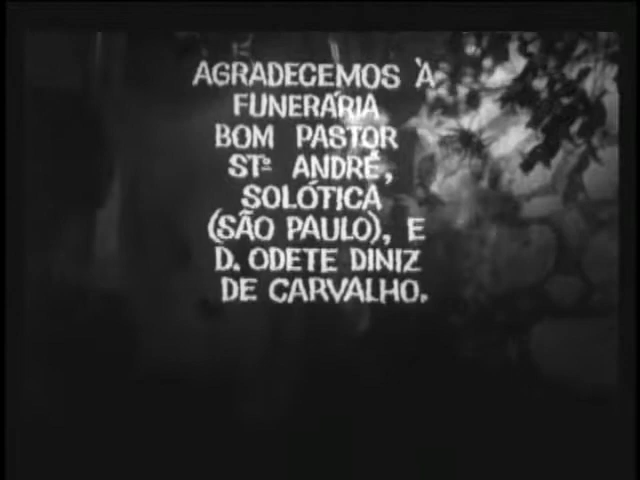 AGRADECEMOS À
FUNERÁRIA
BOM PASTOR
STº ANDRÉ,
SOLÓTICA
(SÃO PAULO), E
D. ODETE DINIZ
DE CARVALHO.